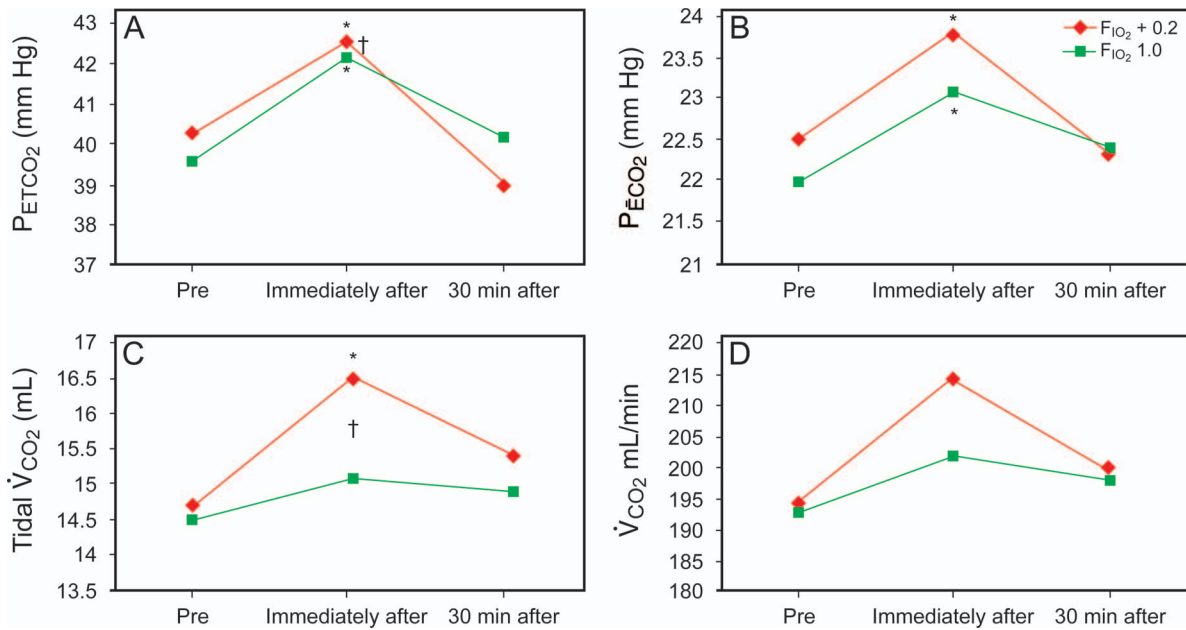 A
P_ETCO2 (mm Hg)
43
*
†
42
*
41
40
39
38
37
Pre Immediately after 30 min after
B
P_ĒCO2 (mm Hg)
24
*
FIO2 + 0.2
FIO2 1.0
23.5
23
*
22.5
22
21.5
21
Pre Immediately after 30 min after
C
Tidal V̇CO2 (mL)
17
*
16.5
16
†
15.5
15
14.5
14
13.5
Pre Immediately after 30 min after
D
V̇CO2 mL/min
220
215
210
205
200
195
190
185
180
Pre Immediately after 30 min after